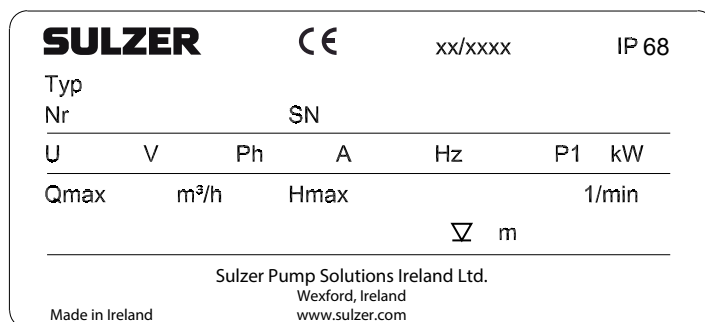 SULZER CE xx/xxxx IP 68
Typ
Nr SN
U V Ph A Hz P1 kW
Qmax m³/h Hmax 1/min
m
Sulzer Pump Solutions Ireland Ltd.
Wexford, Ireland
Made in Ireland www.sulzer.com